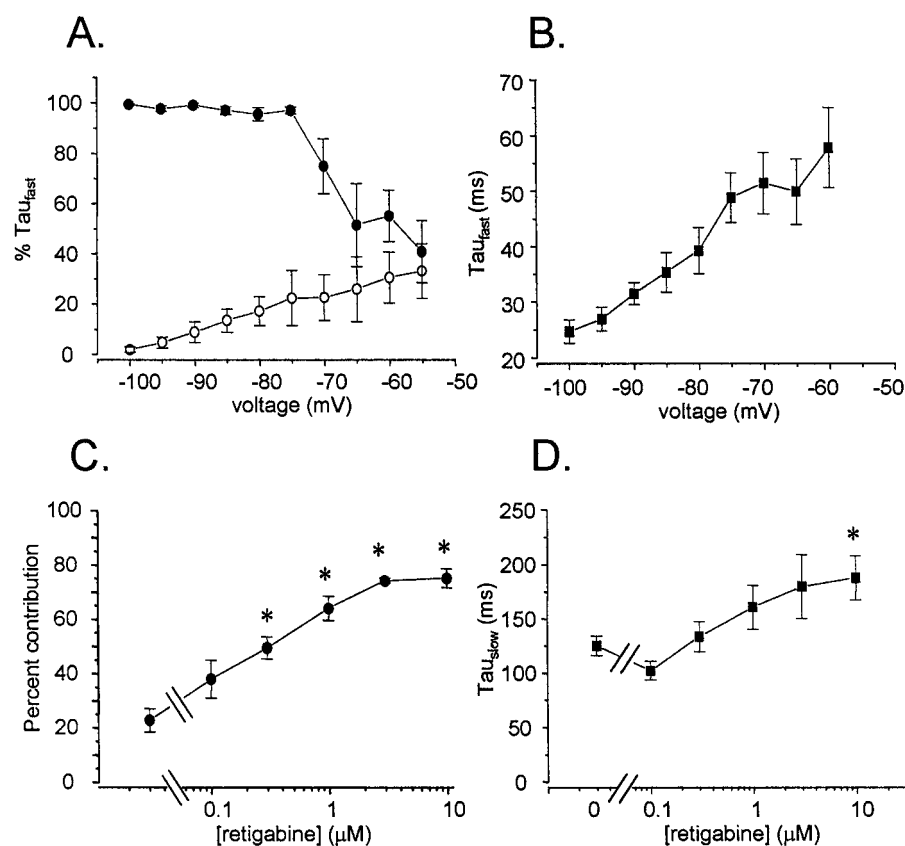 A.
% Tau_fast
100
80
60
40
20
0
-100 -90 -80 -70 -60 -50
voltage (mV)
B.
Tau_fast (ms)
70
60
50
40
30
20
-100 -90 -80 -70 -60 -50
voltage (mV)
C.
Percent contribution
100
80
60
40
20
0
* * * *
0.1 1 10
[retigabine] (μM)
D.
Tau_slow (ms)
250
200
150
100
50
0
*
0 0.1 1 10
[retigabine] (μM)